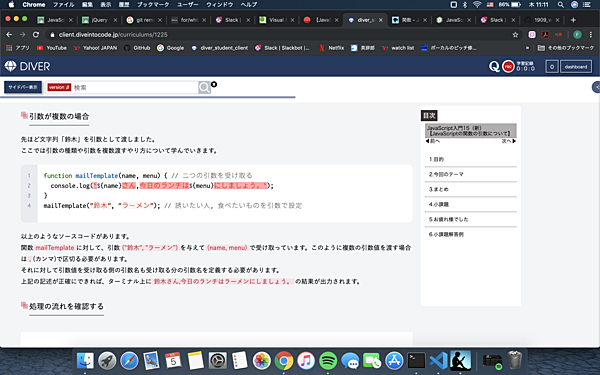 Chrome ファイル 編集 表示 履歴 ブックマーク ユーザー ウィンドウ ヘルプ 86% 木 11:11
JavaSc jQuery git rem for/whi Slack | Visual S diver_v 関数 - J JavaSc Slack | 1909_v
client.diveintocode.jp/curriculums/1225
アプリ YouTube Yahoo! JAPAN GitHub Google diver_student_client Slack | Slackbot |... Netflix 英辞郎 watch list ボーカルのピッチ修... その他のブックマーク
DIVER
Q rec 学習記録 0:0:0 0 dashboard
サイドバー表示 version β 検索
引数が複数の場合
先ほど文字列「鈴木」を引数として渡しました。
ここでは引数の種類や引数を複数渡すやり方について学んでいきます。
1 function mailTemplate(name, menu) { // 二つの引数を受け取る
2 console.log(`${name}さん,今日のランチは${menu}にしましょう。`);
3 }
4 mailTemplate("鈴木", "ラーメン"); // 誘いたい人, 食べたいものを引数で設定
以上のようなソースコードがあります。
関数 mailTemplate に対して、引数 ("鈴木", "ラーメン") を与えて (name, menu) で受け取っています。このように複数の引数値を渡す場合
は , (カンマ)で区切る必要があります。
それに対して引数値を受け取る側の引数名も受け取る分の引数名を定義する必要があります。
上記の記述が正確にできれば、ターミナル上に 鈴木さん,今日のランチはラーメンにしましょう。 の結果が出力されます。
処理の流れを確認する
目次
JavaScript入門15（新）
【JavaScriptの関数の引数について】
◀前へ 次へ▶
1.目的
2.今回のテーマ
3.まとめ
4.小課題
5.お疲れ様でした
6.小課題解答例